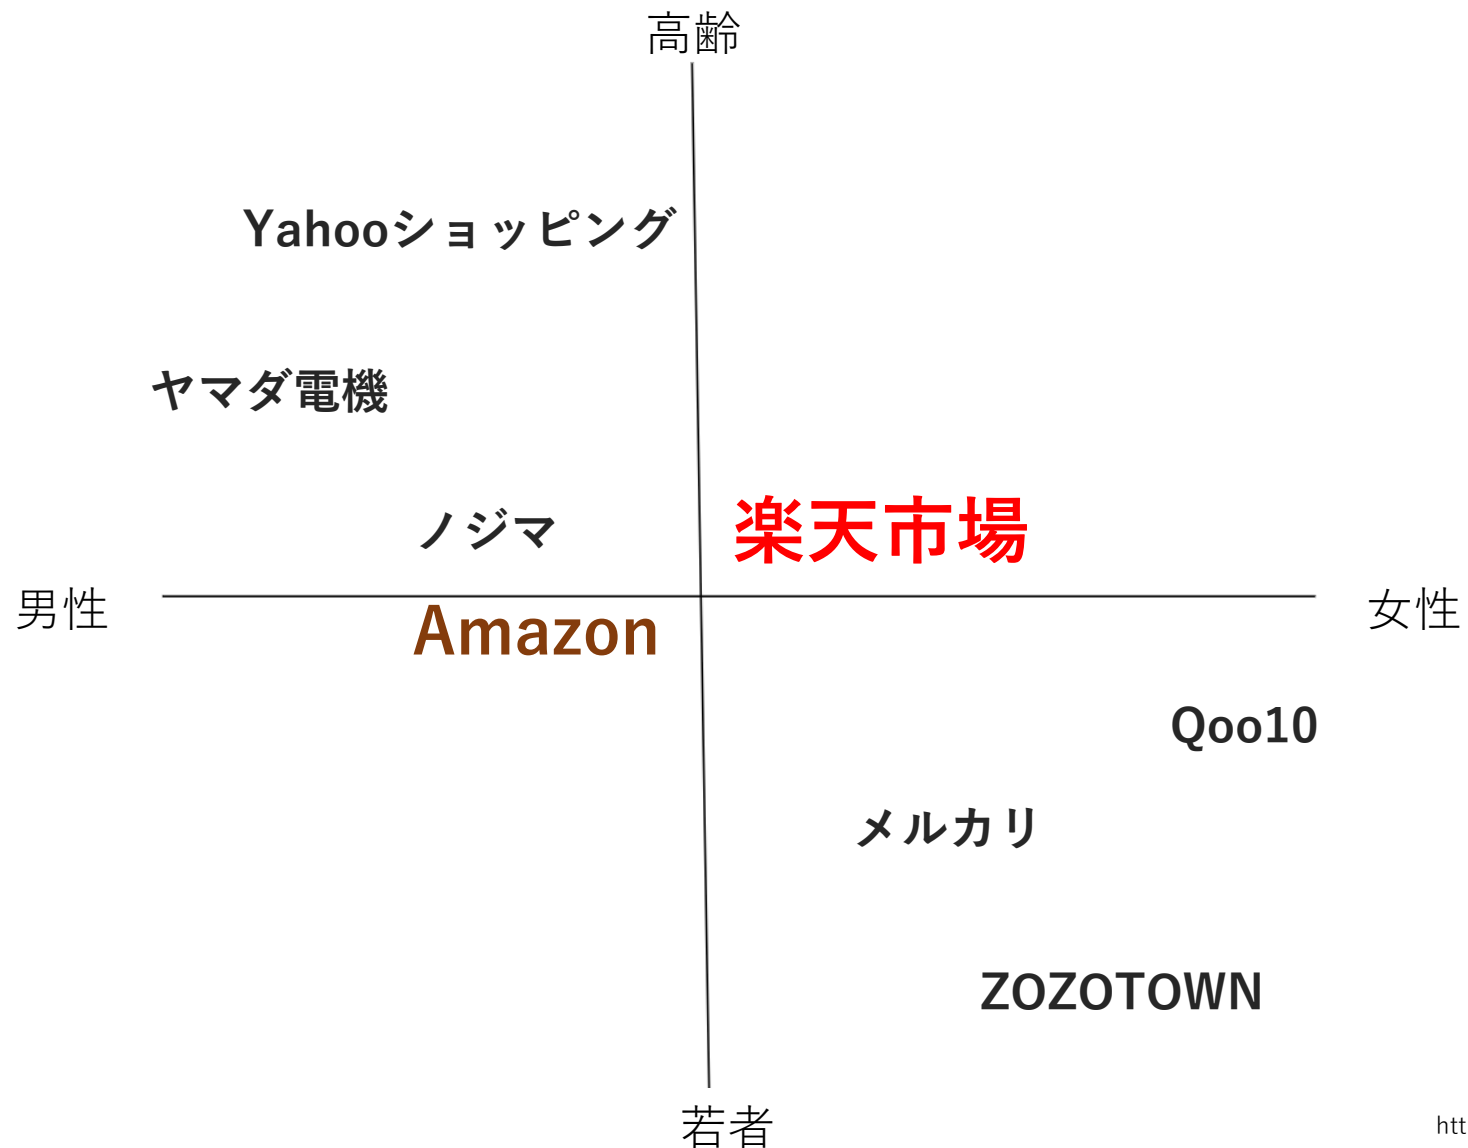 高齢
Yahooショッピング
ヤマダ電機
ノジマ
楽天市場
男性
女性
Amazon
Qoo10
メルカリ
ZOZOTOWN
若者
htt